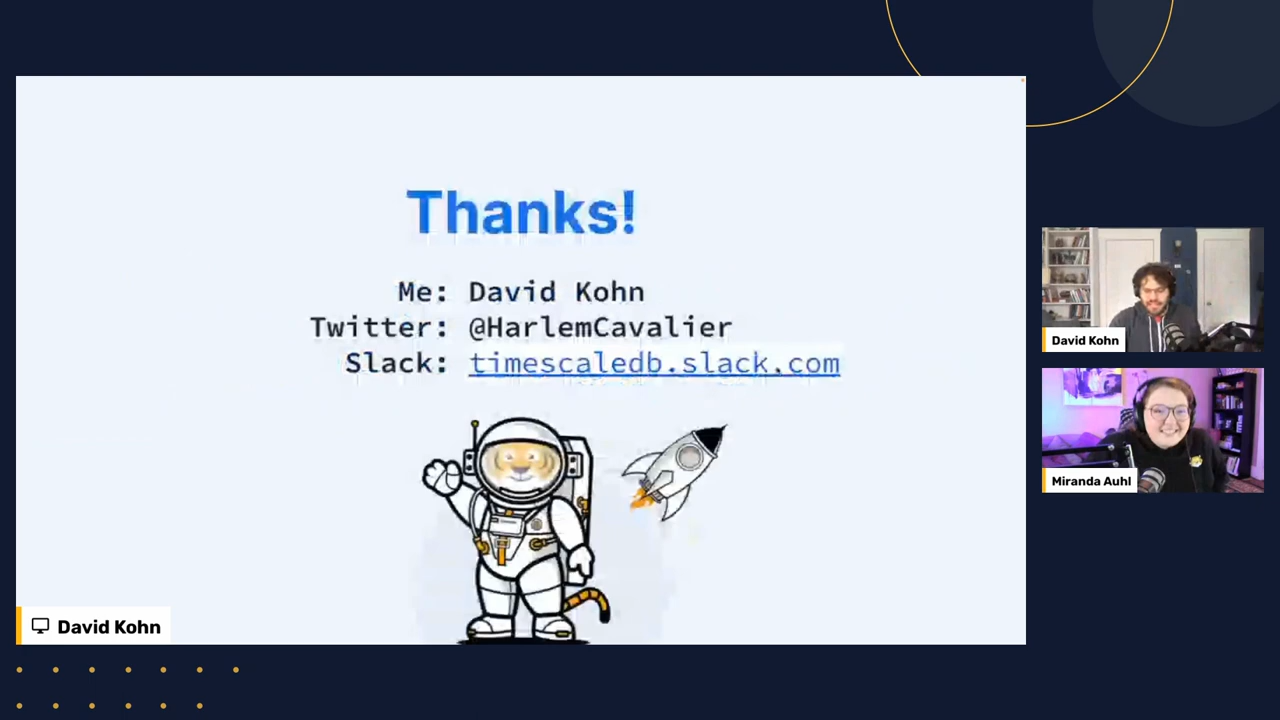 Thanks!
Me: David Kohn
Twitter: @HarlemCavalier
Slack: timescaledb.slack.com
David Kohn
David Kohn
Miranda Auhl